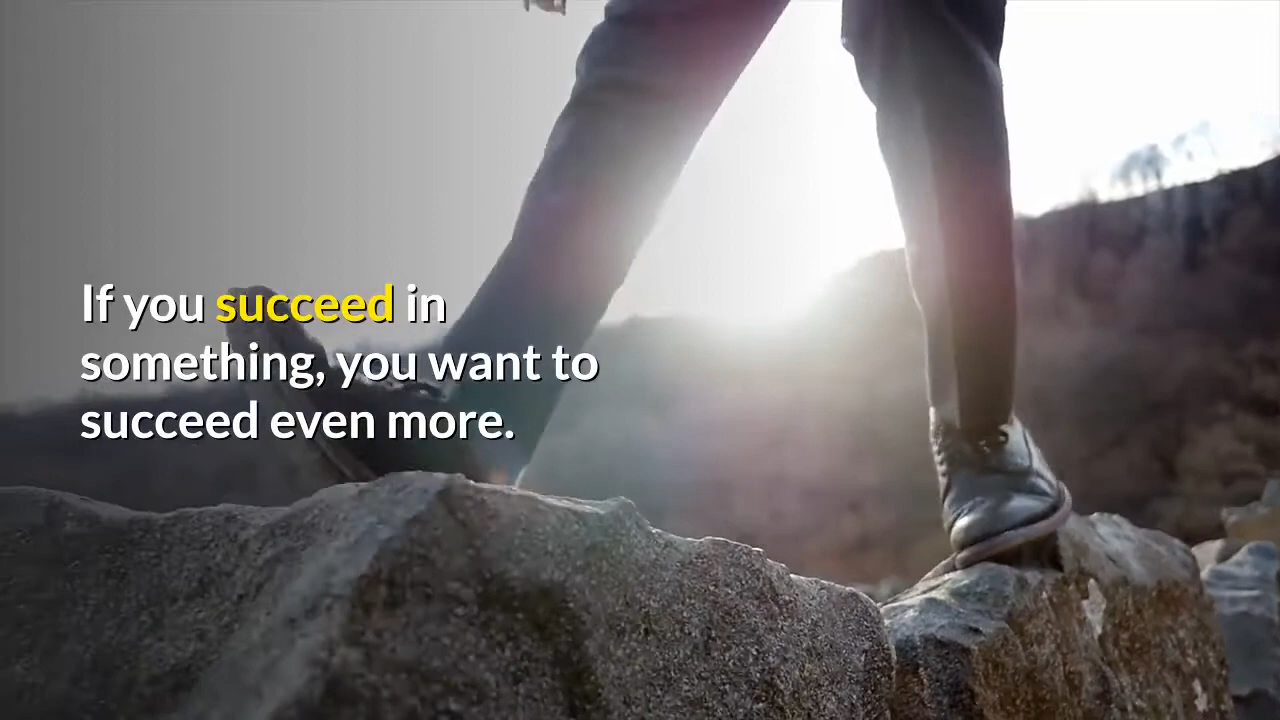 If you succeed in
something, you want to
succeed even more.